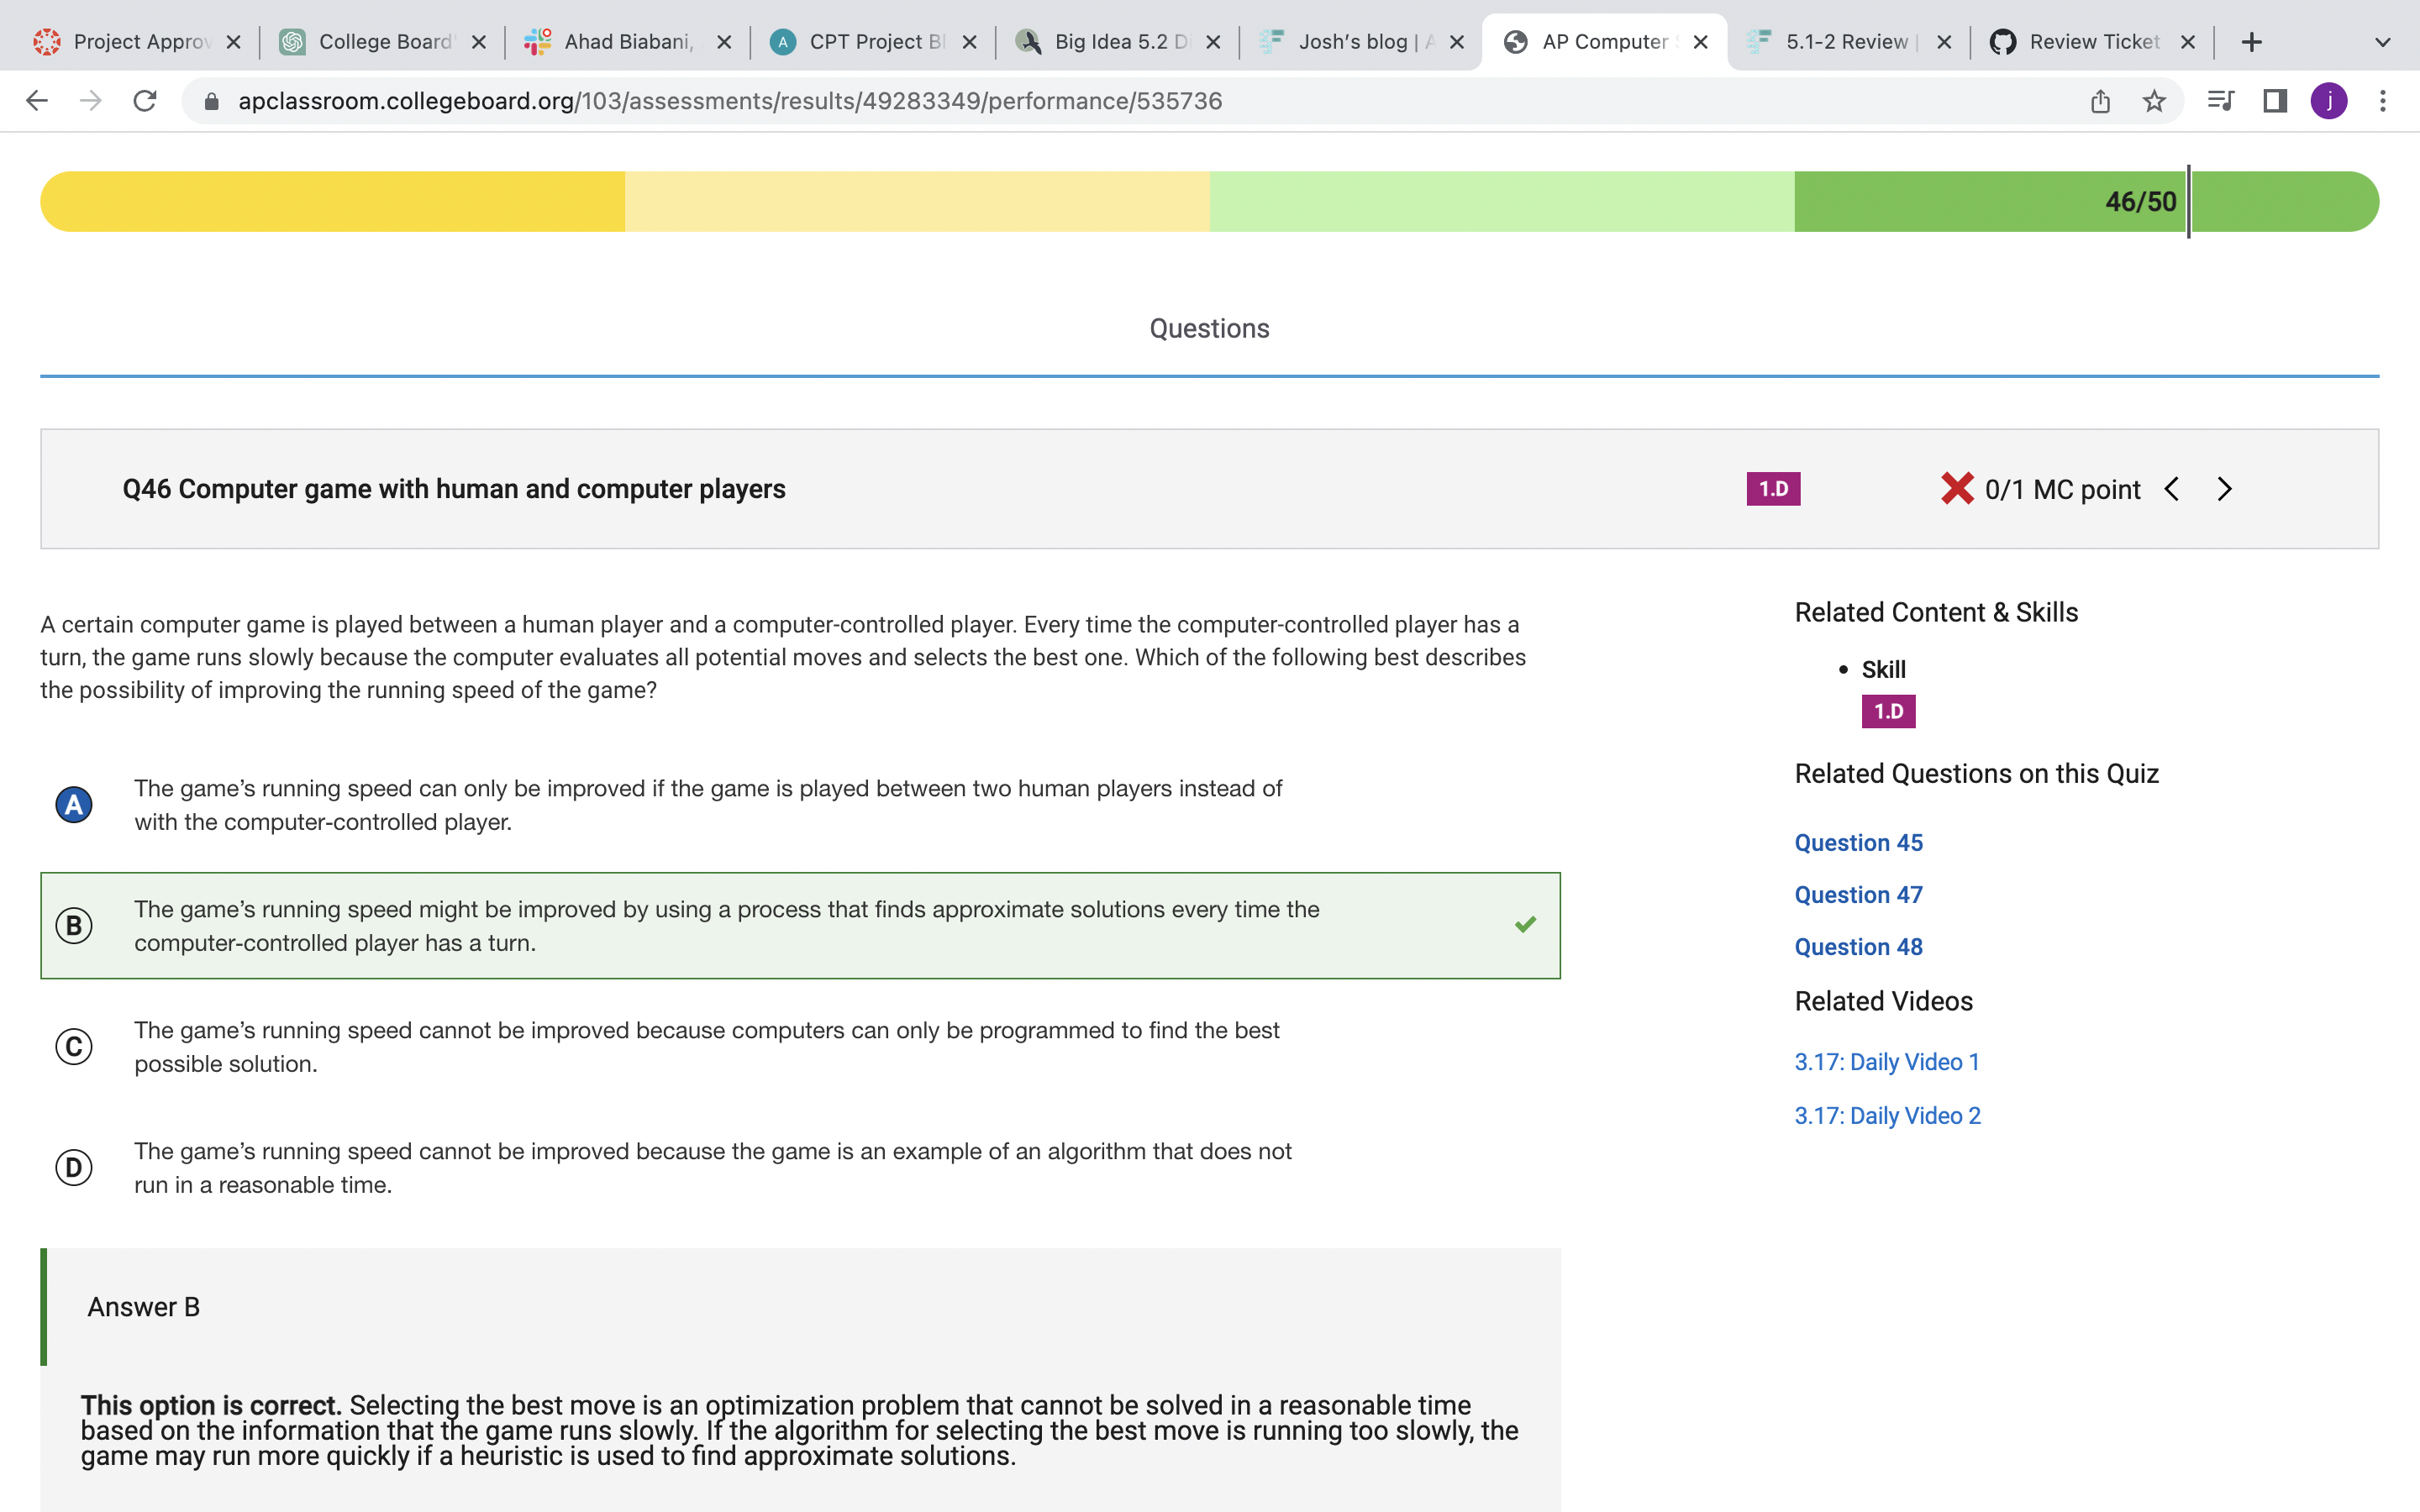 Project Approv
College Board'
Ahad Biabani,
A
CPT Project Bl
Big Idea 5.2 D
Josh's blog | A
AP Computer S
5.1-2 Review |
Review Ticket
apclassroom.collegeboard.org/103/assessments/results/49283349/performance/535736
j
46/50
Questions
Q46 Computer game with human and computer players
1.D
0/1 MC point
A certain computer game is played between a human player and a computer-controlled player. Every time the computer-controlled player has a
turn, the game runs slowly because the computer evaluates all potential moves and selects the best one. Which of the following best describes
the possibility of improving the running speed of the game?
A
The game’s running speed can only be improved if the game is played between two human players instead of
with the computer-controlled player.
B
The game’s running speed might be improved by using a process that finds approximate solutions every time the
computer-controlled player has a turn.
C
The game’s running speed cannot be improved because computers can only be programmed to find the best
possible solution.
D
The game’s running speed cannot be improved because the game is an example of an algorithm that does not
run in a reasonable time.
Answer B
This option is correct. Selecting the best move is an optimization problem that cannot be solved in a reasonable time
based on the information that the game runs slowly. If the algorithm for selecting the best move is running too slowly, the
game may run more quickly if a heuristic is used to find approximate solutions.
Related Content & Skills
Skill
1.D
Related Questions on this Quiz
Question 45
Question 47
Question 48
Related Videos
3.17: Daily Video 1
3.17: Daily Video 2